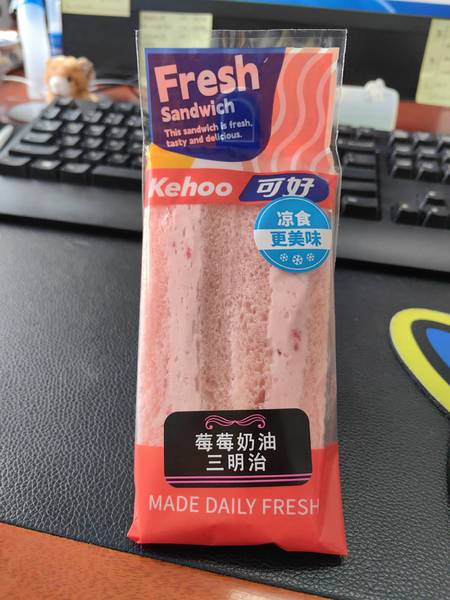 Fresh
Sandwich
This sandwich is fresh,
tasty and delicious.
Kehoo 可好
凉食
更美味
莓莓奶油
三明治
MADE DAILY FRESH